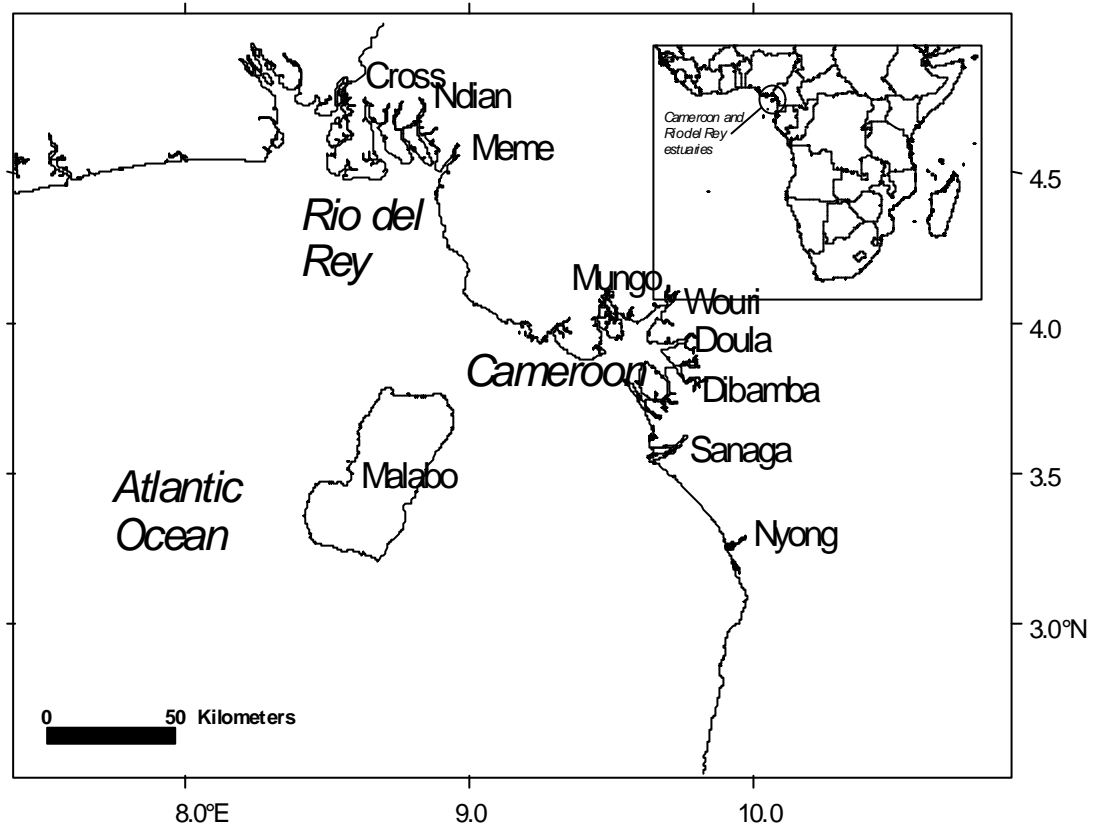 Cross
Ndian
Meme
Cameroon and
Rio del Rey
estuaries
4.5
Rio del
Rey
Mungo
Wouri
4.0
Doula
Cameroon
Dibamba
Sanaga
Malabo
3.5
Atlantic
Ocean
Nyong
3.0°N
0 50 Kilometers
8.0°E 9.0 10.0